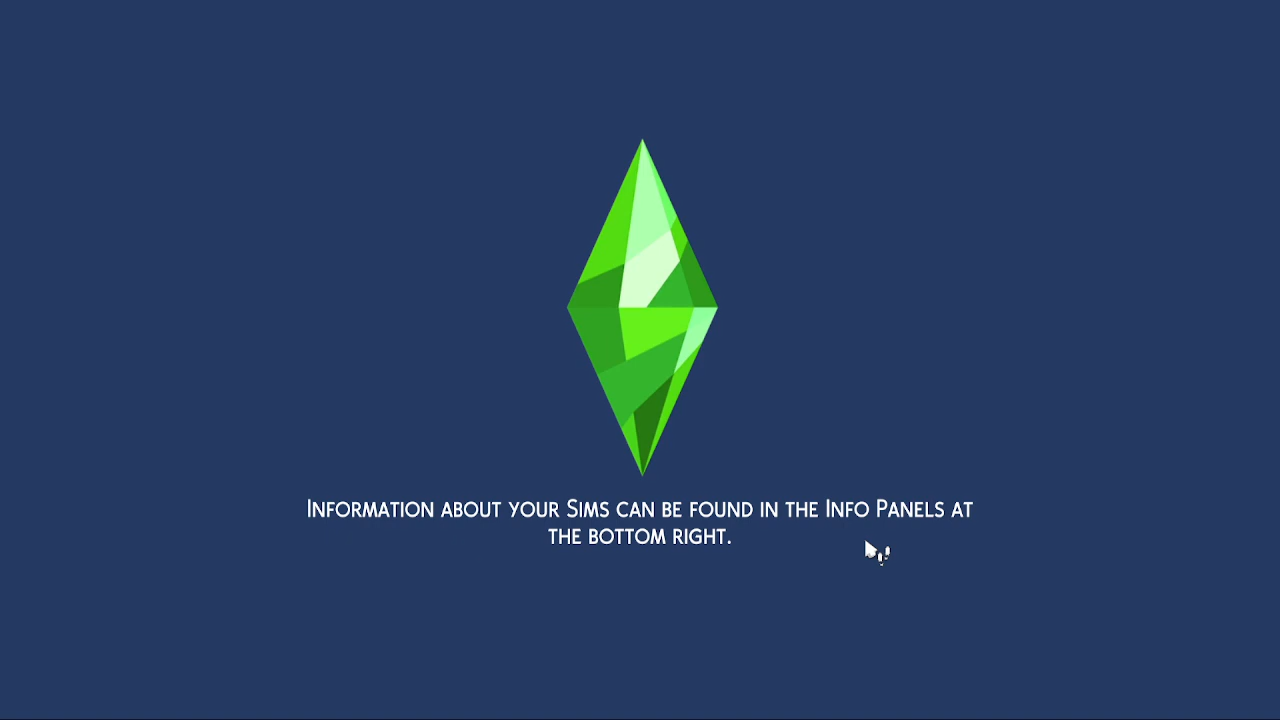 Information about your Sims can be found in the Info Panels at
the bottom right.